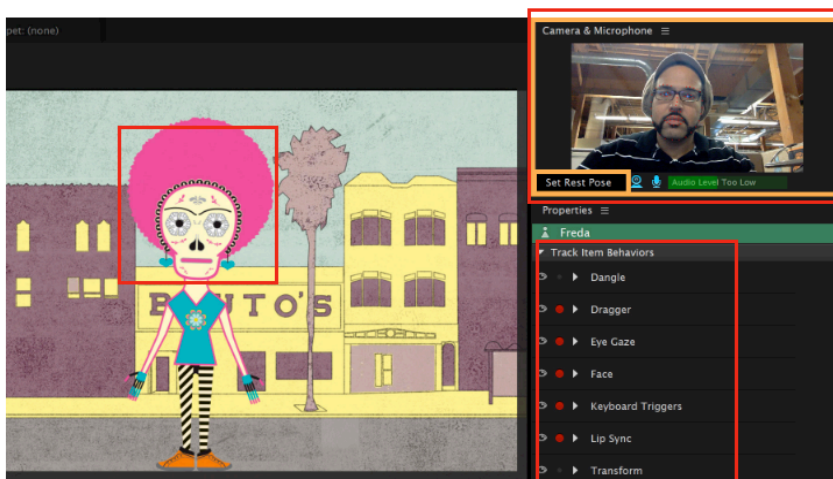 pet: (none)
Camera & Microphone
Set Rest Pose
Audio Level Too Low
Properties
Freda
Track Item Behaviors
Dangle
Dragger
Eye Gaze
Face
Keyboard Triggers
Lip Sync
Transform
TO'S